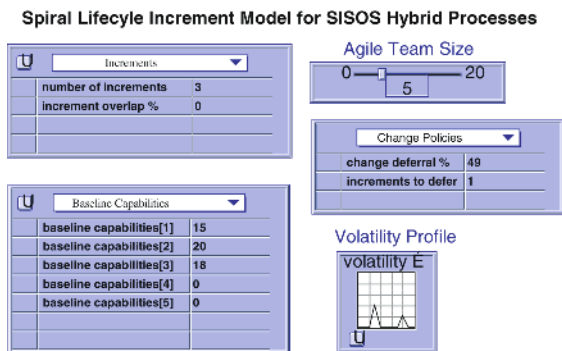 Spiral Lifecyle Increment Model for SISOS Hybrid Processes
U
Increments
number of increments 3
increment overlap % 0
Agile Team Size
0 20
5
Change Policies
change deferral % 49
increments to defer 1
U
Baseline Capabilities
baseline capabilities[1] 15
baseline capabilities[2] 20
baseline capabilities[3] 18
baseline capabilities[4] 0
baseline capabilities[5] 0
Volatility Profile
volatility É
U